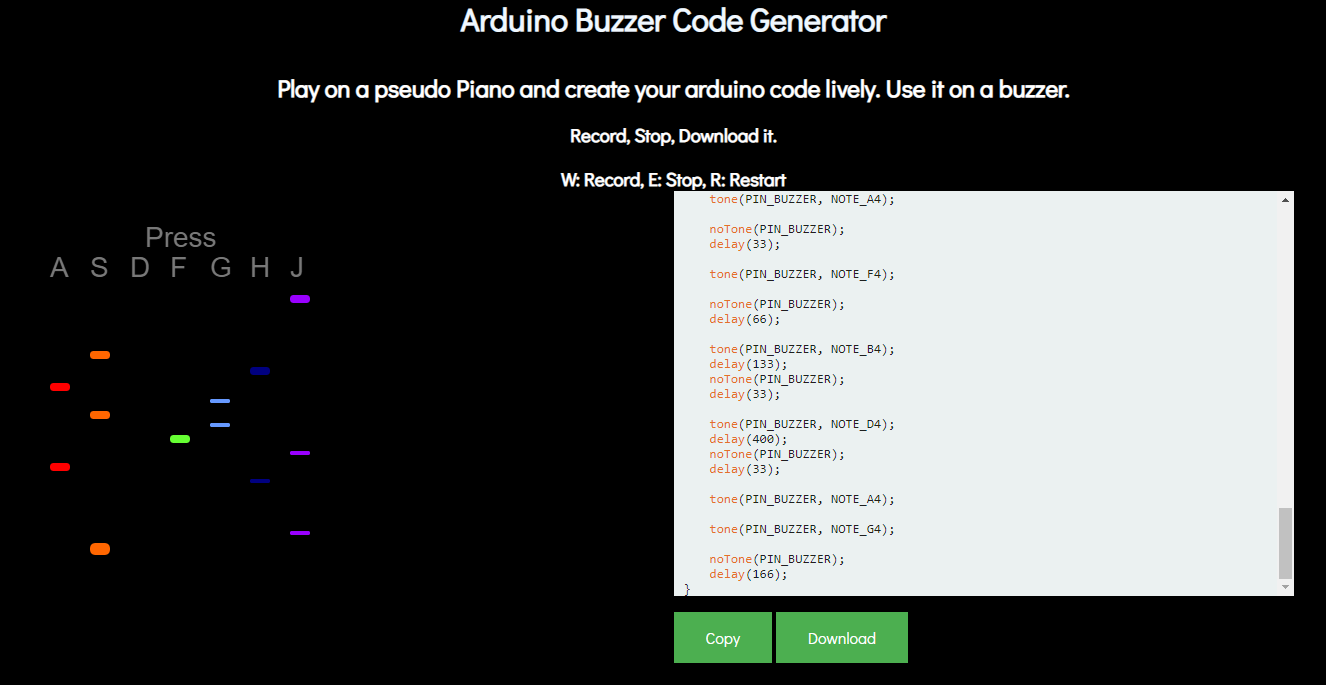 Arduino Buzzer Code Generator
Play on a pseudo Piano and create your arduino code lively. Use it on a buzzer.
Record, Stop, Download it.
W: Record, E: Stop, R: Restart
Press
A S D F G H J
tone(PIN_BUZZER, NOTE_A4);
noTone(PIN_BUZZER);
delay(33);
tone(PIN_BUZZER, NOTE_F4);
noTone(PIN_BUZZER);
delay(66);
tone(PIN_BUZZER, NOTE_B4);
delay(133);
noTone(PIN_BUZZER);
delay(33);
tone(PIN_BUZZER, NOTE_D4);
delay(400);
noTone(PIN_BUZZER);
delay(33);
tone(PIN_BUZZER, NOTE_A4);
tone(PIN_BUZZER, NOTE_G4);
noTone(PIN_BUZZER);
delay(166);
}
Copy
Download